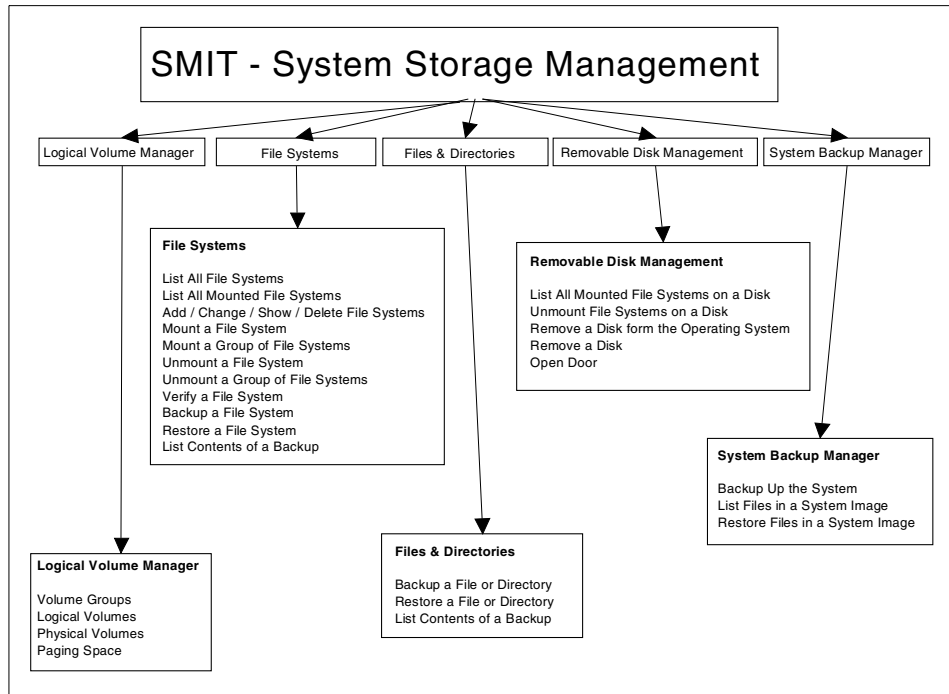 SMIT - System Storage Management
Logical Volume Manager
File Systems
Files & Directories
Removable Disk Management
System Backup Manager
File Systems
List All File Systems
List All Mounted File Systems
Add / Change / Show / Delete File Systems
Mount a File System
Mount a Group of File Systems
Unmount a File System
Unmount a Group of File Systems
Verify a File System
Backup a File System
Restore a File System
List Contents of a Backup
Removable Disk Management
List All Mounted File Systems on a Disk
Unmount File Systems on a Disk
Remove a Disk form the Operating System
Remove a Disk
Open Door
System Backup Manager
Backup Up the System
List Files in a System Image
Restore Files in a System Image
Logical Volume Manager
Volume Groups
Logical Volumes
Physical Volumes
Paging Space
Files & Directories
Backup a File or Directory
Restore a File or Directory
List Contents of a Backup